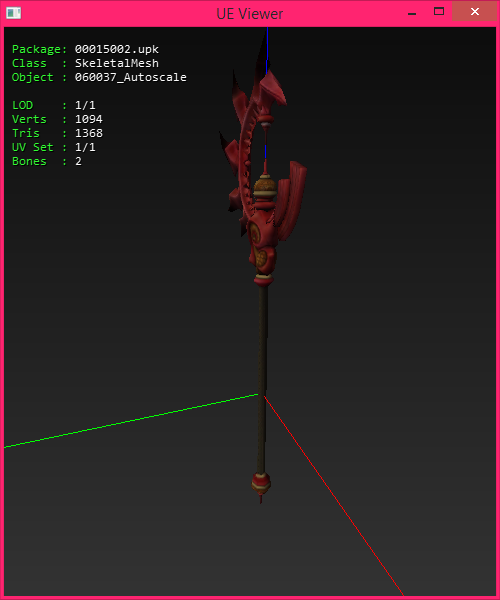 UE Viewer
Package: 00015002.upk
Class  : SkeletalMesh
Object : 060037_Autoscale
LOD    : 1/1
Verts  : 1094
Tris   : 1368
UV Set : 1/1
Bones  : 2